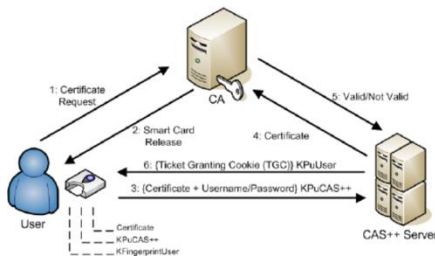 CA
1: Certificate
Request
5: Valid/Not Valid
2: Smart Card
Release
4: Certificate
6: {Ticket Granting Cookie (TGC)} KPuUser
3: {Certificate + Username/Password} KPuCAS++
User
CAS++ Server
Certificate
KPuCAS++
KFingerprintUser